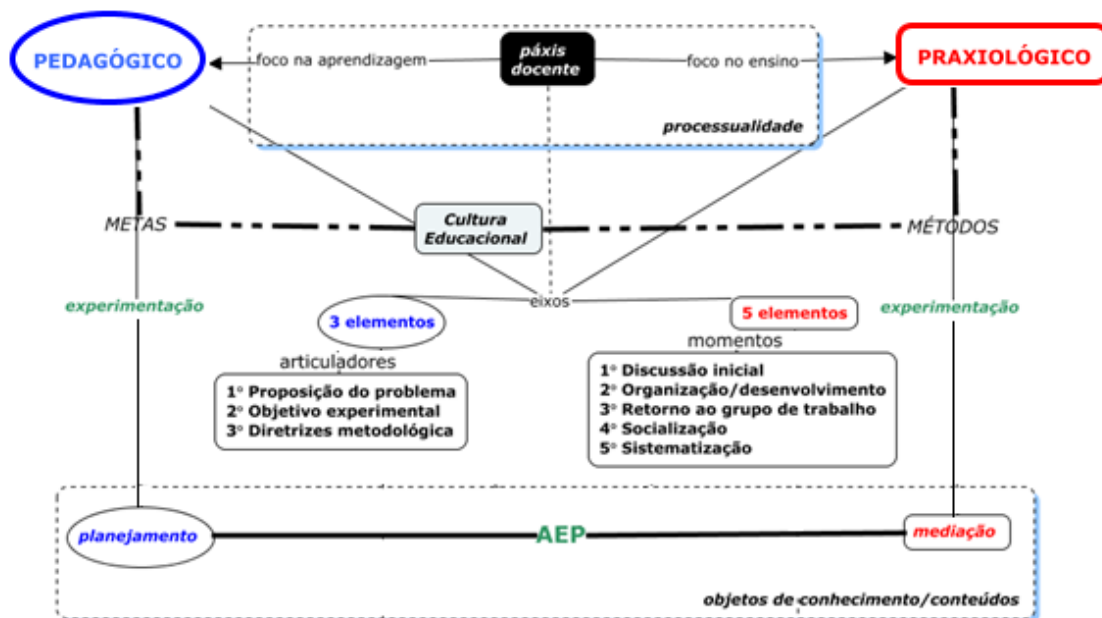 PEDAGÓGICO
foco na aprendizagem
páxis
docente
foco no ensino
PRAXIOLÓGICO
processualidade
METAS
Cultura
Educacional
MÉTODOS
experimentação
eixos
experimentação
3 elementos
5 elementos
articuladores
momentos
1° Proposição do problema
2° Objetivo experimental
3° Diretrizes metodológica
1° Discussão inicial
2° Organização/desenvolvimento
3° Retorno ao grupo de trabalho
4° Socialização
5° Sistematização
planejamento
AEP
mediação
objetos de conhecimento/conteúdos